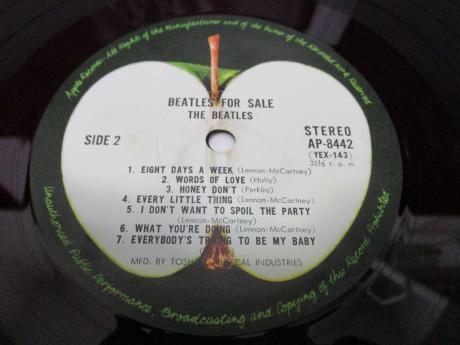 Apple Records · All Rights of the Manufacturer and of the Owner of the Recorded Work Reserved
BEATLES FOR SALE
THE BEATLES
SIDE 2
STEREO
AP-8442
(YEX-143)
33⅓ r. p. m.
1. EIGHT DAYS A WEEK (Lennon-McCartney)
2. WORDS OF LOVE (Holly)
3. HONEY DON'T (Perkins)
4. EVERY LITTLE THING (Lennon-McCartney)
5. I DON'T WANT TO SPOIL THE PARTY
(Lennon-McCartney)
6. WHAT YOU'RE DOING (Lennon-McCartney)
7. EVERYBODY'S TRYING TO BE MY BABY
MFD. BY TOSHIBA MUSICAL INDUSTRIES
Unauthorised Public Performance, Broadcasting and Copying of this Record Prohibited